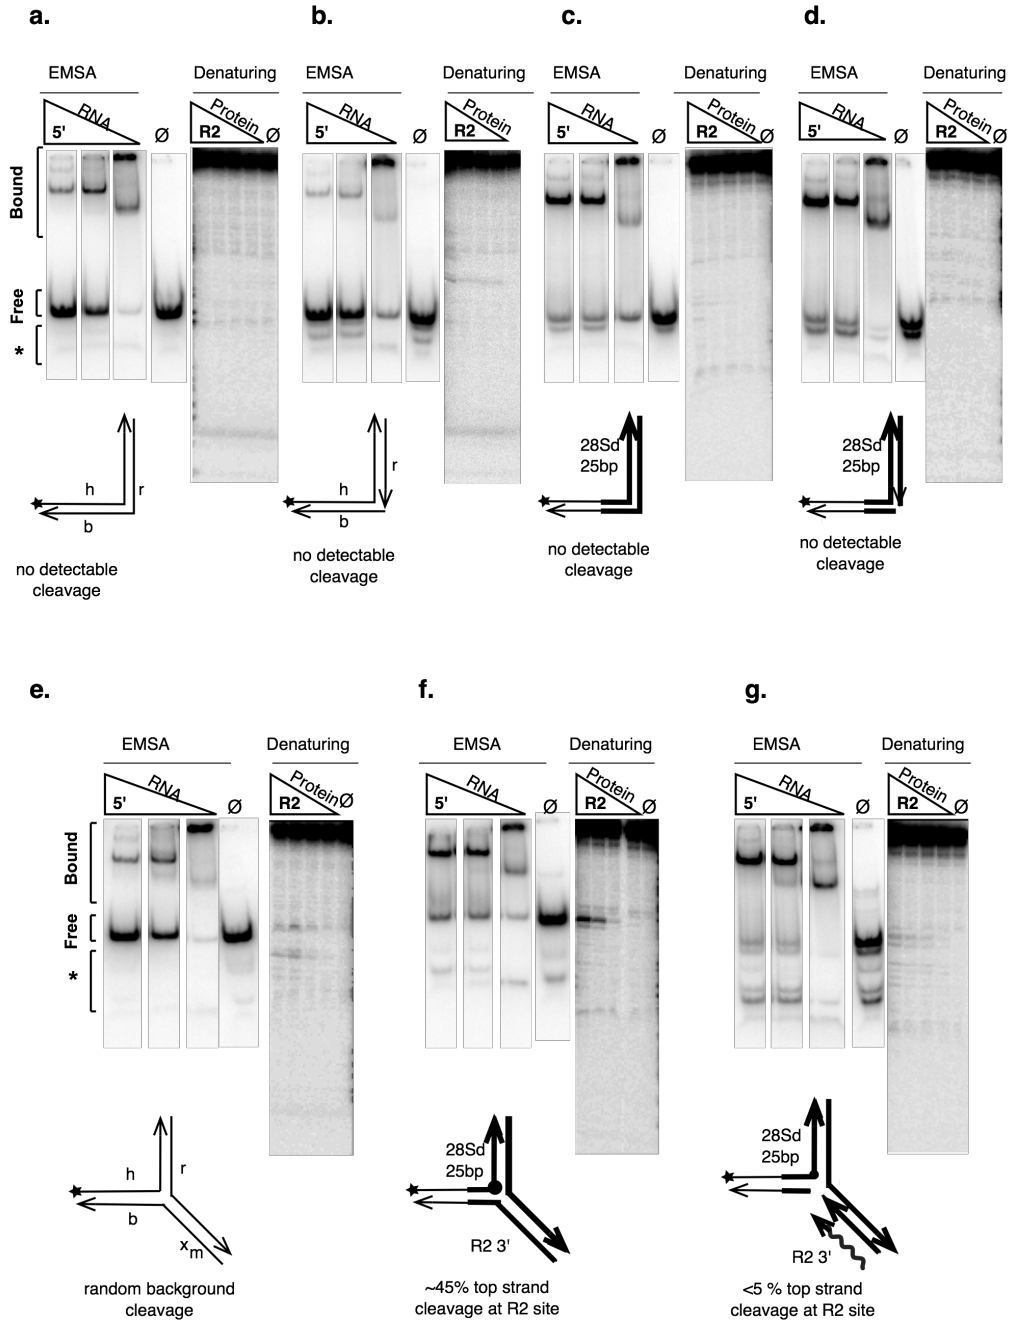 a.
b.
c.
d.
EMSA
Denaturing
EMSA
Denaturing
EMSA
Denaturing
EMSA
Denaturing
5'
RNA
Ø
R2
Protein
Ø
5'
RNA
Ø
R2
Protein
5'
RNA
Ø
R2
Protein
Ø
5'
RNA
Ø
R2
Protein
Ø
Bound
Free
*
h
r
b
no detectable
cleavage
h
r
b
no detectable
cleavage
28Sd
25bp
no detectable
cleavage
28Sd
25bp
no detectable
cleavage
e.
f.
g.
EMSA
Denaturing
EMSA
Denaturing
EMSA
Denaturing
5'
RNA
Ø
R2
Protein
Ø
5'
RNA
Ø
R2
Protein
Ø
5'
RNA
Ø
R2
Protein
Ø
Bound
Free
*
h
r
b
xm
random background
cleavage
28Sd
25bp
R2 3'
~45% top strand
cleavage at R2 site
28Sd
25bp
R2 3'
<5 % top strand
cleavage at R2 site